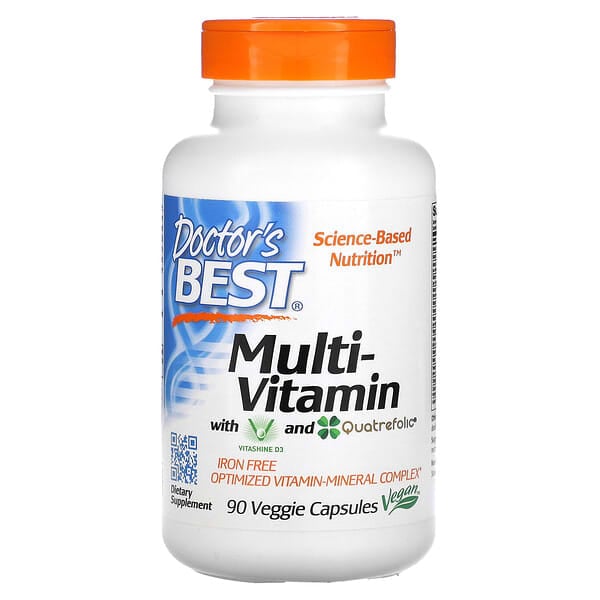 Doctor's
BEST®
Science-Based
Nutrition™
Multi-
Vitamin
with VITASHINE D3 and Quatrefolic®
IRON FREE
OPTIMIZED VITAMIN-MINERAL COMPLEX*
Dietary
Supplement
90 Veggie Capsules
Vegan